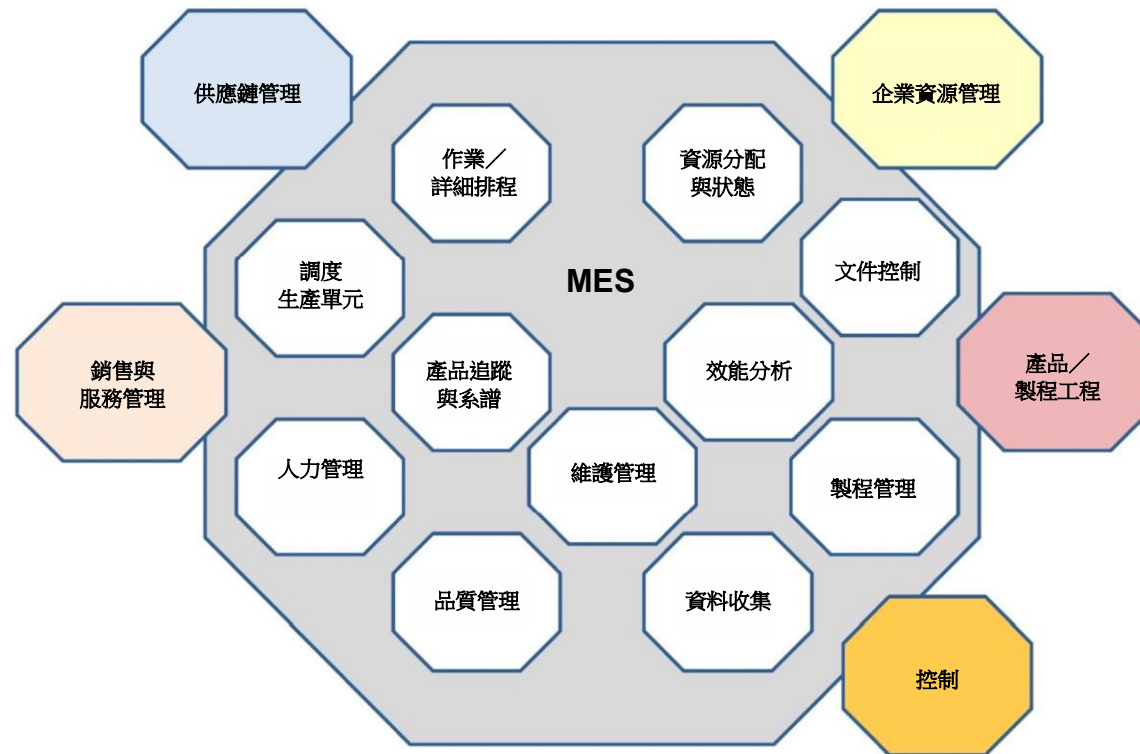 供應鏈管理
企業資源管理
作業／
詳細排程
資源分配
與狀態
調度
生產單元
MES
文件控制
銷售與
服務管理
產品追蹤
與系譜
效能分析
產品／
製程工程
人力管理
維護管理
製程管理
品質管理
資料收集
控制